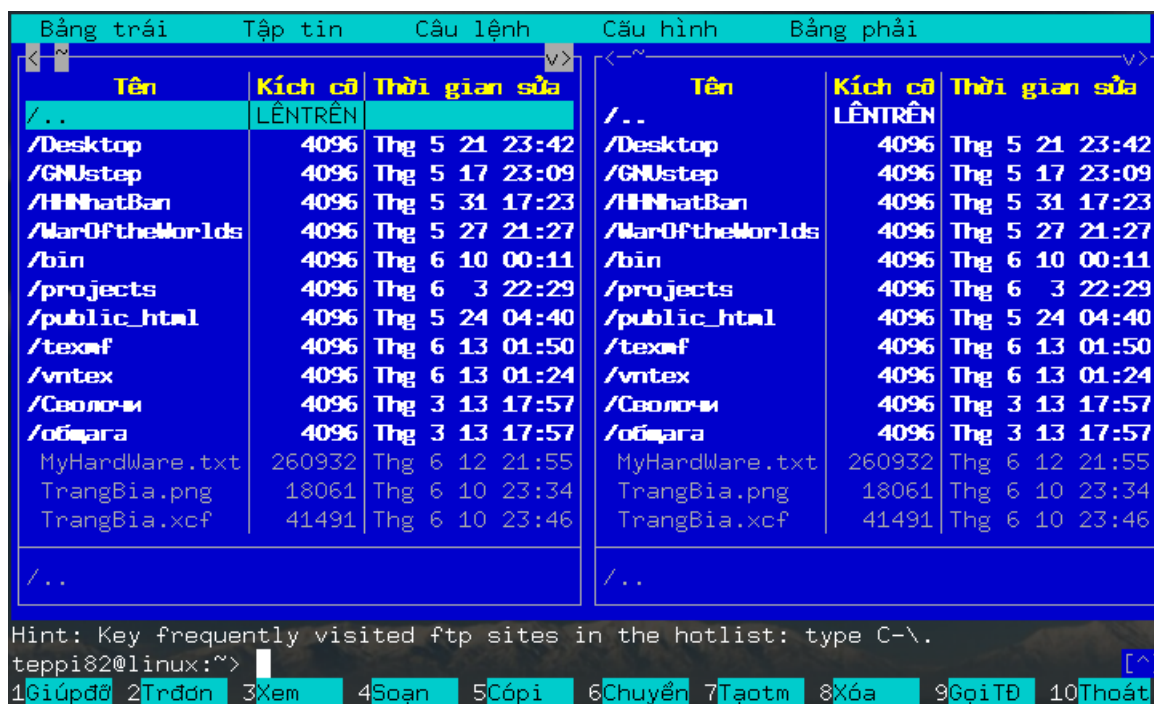 Bảng trái Tập tin Câu lệnh Cấu hình Bảng phải
<~ v> <—~ v>
Tên Kích cỡ Thời gian sửa Tên Kích cỡ Thời gian sửa
/.. LÊNTRÊN /.. LÊNTRÊN
/Desktop 4096 Thg 5 21 23:42 /Desktop 4096 Thg 5 21 23:42
/GNUstep 4096 Thg 5 17 23:09 /GNUstep 4096 Thg 5 17 23:09
/HHNhatBan 4096 Thg 5 31 17:23 /HHNhatBan 4096 Thg 5 31 17:23
/WarOftheWorlds 4096 Thg 5 27 21:27 /WarOftheWorlds 4096 Thg 5 27 21:27
/bin 4096 Thg 6 10 00:11 /bin 4096 Thg 6 10 00:11
/projects 4096 Thg 6 3 22:29 /projects 4096 Thg 6 3 22:29
/public_html 4096 Thg 5 24 04:40 /public_html 4096 Thg 5 24 04:40
/texmf 4096 Thg 6 13 01:50 /texmf 4096 Thg 6 13 01:50
/vntex 4096 Thg 6 13 01:24 /vntex 4096 Thg 6 13 01:24
/Сволочи 4096 Thg 3 13 17:57 /Сволочи 4096 Thg 3 13 17:57
/общага 4096 Thg 3 13 17:57 /общага 4096 Thg 3 13 17:57
MyHardWare.txt 260932 Thg 6 12 21:55 MyHardWare.txt 260932 Thg 6 12 21:55
TrangBia.png 18061 Thg 6 10 23:34 TrangBia.png 18061 Thg 6 10 23:34
TrangBia.xcf 41491 Thg 6 10 23:46 TrangBia.xcf 41491 Thg 6 10 23:46
/.. /..
Hint: Key frequently visited ftp sites in the hotlist: type C-\.
teppi82@linux:~> [^
1Giúpđỡ 2Trđơn 3Xem 4Soạn 5Cópi 6Chuyển 7Tạotm 8Xóa 9GọiTĐ 10Thoát